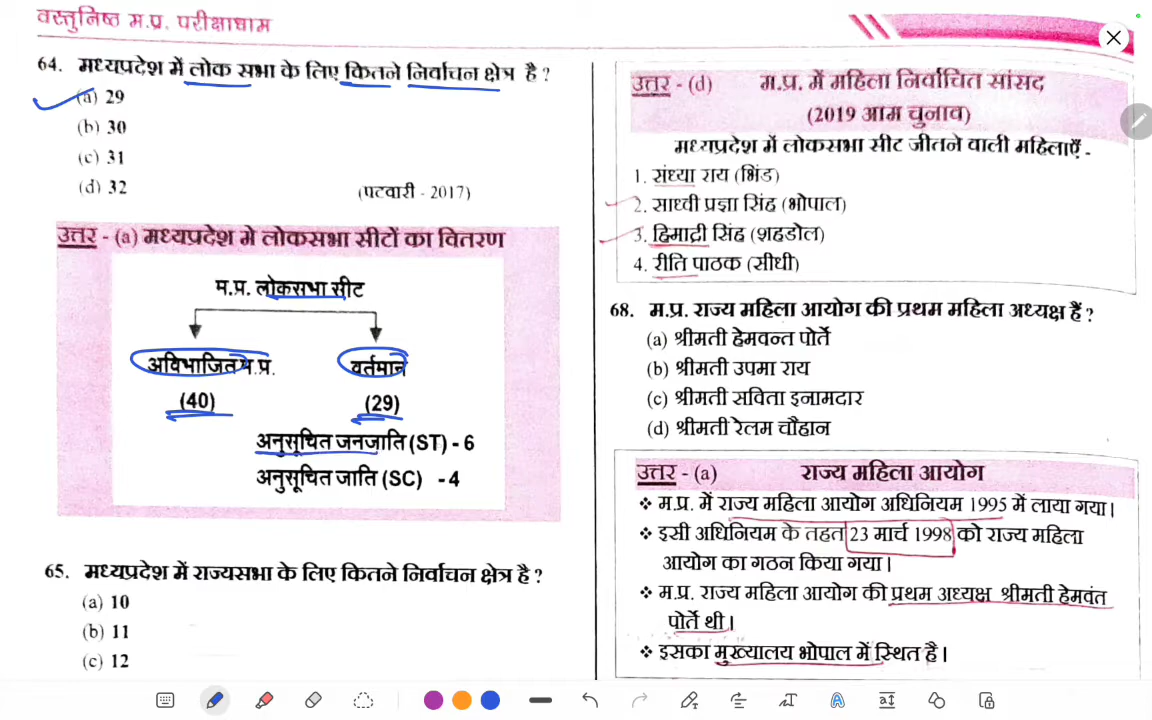 वस्तुनिष्ठ म.प्र. परीक्षाधाम
64. मध्यप्रदेश में लोक सभा के लिए कितने निर्वाचन क्षेत्र है ?
(a) 29
(b) 30
(c) 31
(d) 32
(पटवारी - 2017)
उत्तर - (a) मध्यप्रदेश मे लोकसभा सीटों का वितरण
म.प्र. लोकसभा सीट
अविभाजित म.प्र.
वर्तमान
(40)
(29)
अनुसूचित जनजाति (ST) - 6
अनुसूचित जाति (SC) - 4
65. मध्यप्रदेश में राज्यसभा के लिए कितने निर्वाचन क्षेत्र है ?
(a) 10
(b) 11
(c) 12
उत्तर - (d) म.प्र. में महिला निर्वाचित सांसद
(2019 आम चुनाव)
मध्यप्रदेश में लोकसभा सीट जीतने वाली महिलाएँ -
1. संध्या राय (भिंड)
2. साध्वी प्रज्ञा सिंह (भोपाल)
3. हिमाद्री सिंह (शहडोल)
4. रीति पाठक (सीधी)
68. म.प्र. राज्य महिला आयोग की प्रथम महिला अध्यक्ष हैं ?
(a) श्रीमती हेमवन्त पोर्ते
(b) श्रीमती उपमा राय
(c) श्रीमती सविता इनामदार
(d) श्रीमती रेलम चौहान
उत्तर - (a) राज्य महिला आयोग
❖ म.प्र. में राज्य महिला आयोग अधिनियम 1995 में लाया गया।
❖ इसी अधिनियम के तहत 23 मार्च 1998 को राज्य महिला
आयोग का गठन किया गया।
❖ म.प्र. राज्य महिला आयोग की प्रथम अध्यक्ष श्रीमती हेमवंत
पोर्ते थी।
❖ इसका मुख्यालय भोपाल में स्थित है।